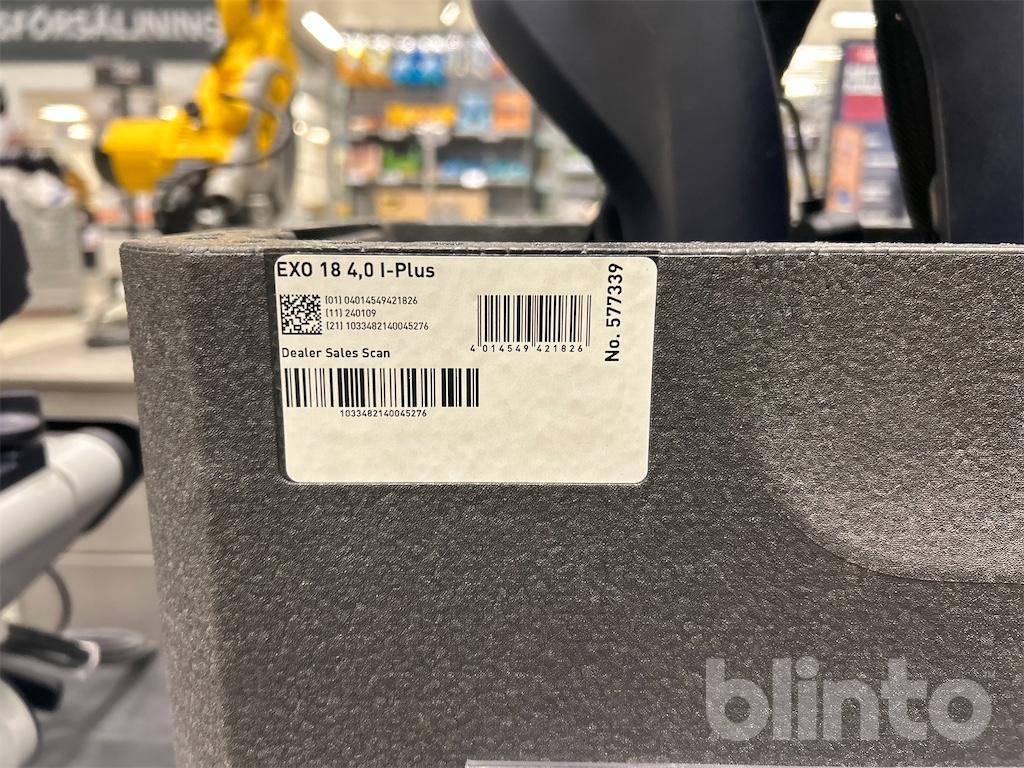 SFÖRSÄLJNING
EXO 18 4,0 I-Plus
(01) 04014549421826
(11) 240109
(21) 1033482140045276
4 014549 421826
No. 577339
Dealer Sales Scan
1033482140045276
blinto